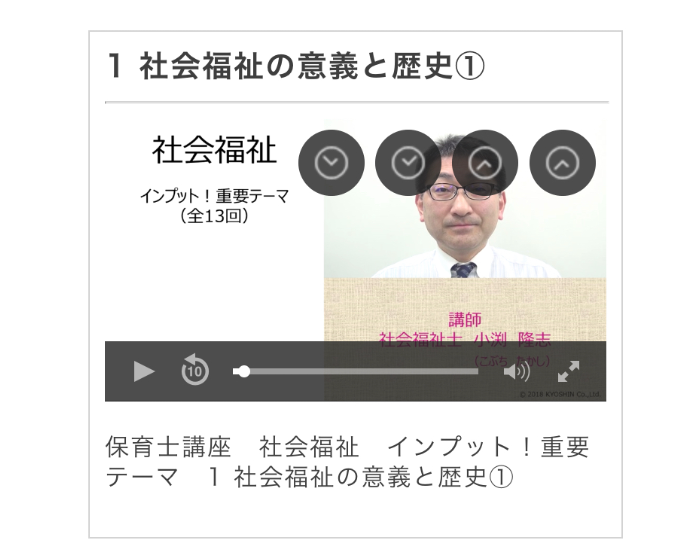 1 社会福祉の意義と歴史①
社会福祉
インプット！重要テーマ
（全13回）
講師
社会福祉士 小渕 隆志
（こぶち たかし）
10
© 2018 KYOSHIN Co.,Ltd.
保育士講座　社会福祉　インプット！重要
テーマ　1 社会福祉の意義と歴史①